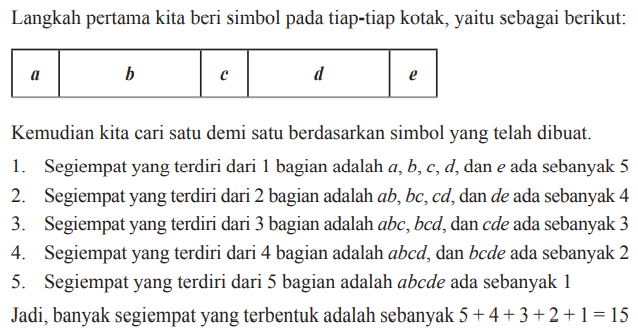 Langkah pertama kita beri simbol pada tiap-tiap kotak, yaitu sebagai berikut:
a b c d e
Kemudian kita cari satu demi satu berdasarkan simbol yang telah dibuat.
1. Segiempat yang terdiri dari 1 bagian adalah a, b, c, d, dan e ada sebanyak 5
2. Segiempat yang terdiri dari 2 bagian adalah ab, bc, cd, dan de ada sebanyak 4
3. Segiempat yang terdiri dari 3 bagian adalah abc, bcd, dan cde ada sebanyak 3
4. Segiempat yang terdiri dari 4 bagian adalah abcd, dan bcde ada sebanyak 2
5. Segiempat yang terdiri dari 5 bagian adalah abcde ada sebanyak 1
Jadi, banyak segiempat yang terbentuk adalah sebanyak 5 + 4 + 3 + 2 + 1 = 15